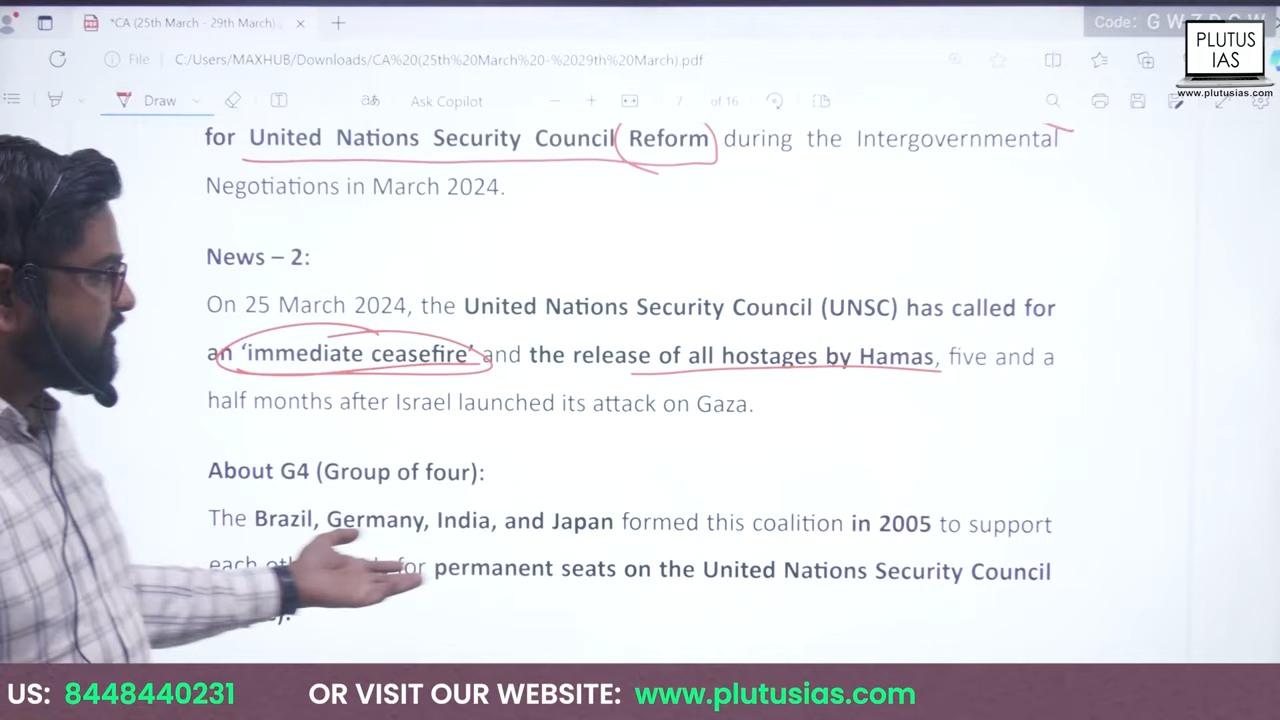 *CA (25th March - 29th March)
Code: G W Z D G W
PLUTUS
IAS
www.plutusias.com
File C:/Users/MAXHUB/Downloads/CA%20(25th%20March%20-%2029th%20March).pdf
Draw Ask Copilot 7 of 16
for United Nations Security Council Reform during the Intergovernmental
Negotiations in March 2024.
News – 2:
On 25 March 2024, the United Nations Security Council (UNSC) has called for
an ‘immediate ceasefire’ and the release of all hostages by Hamas, five and a
half months after Israel launched its attack on Gaza.
About G4 (Group of four):
The Brazil, Germany, India, and Japan formed this coalition in 2005 to support
each for permanent seats on the United Nations Security Council
US: 8448440231 OR VISIT OUR WEBSITE: www.plutusias.com